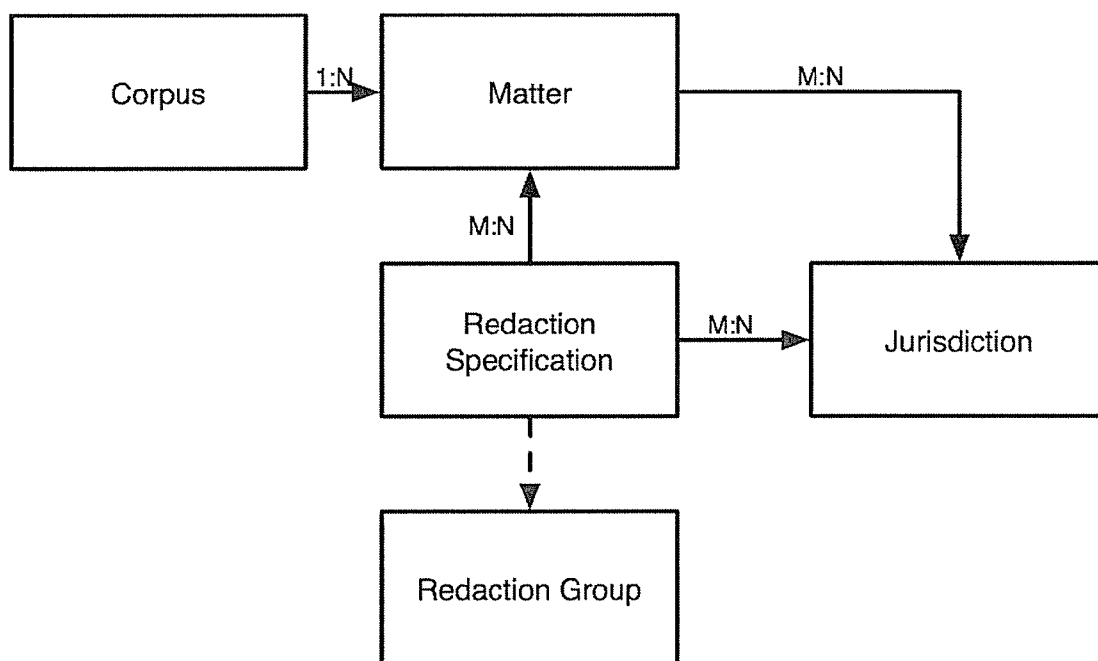 Corpus
1:N
Matter
M:N
M:N
Redaction
Specification
M:N
Jurisdiction
Redaction Group